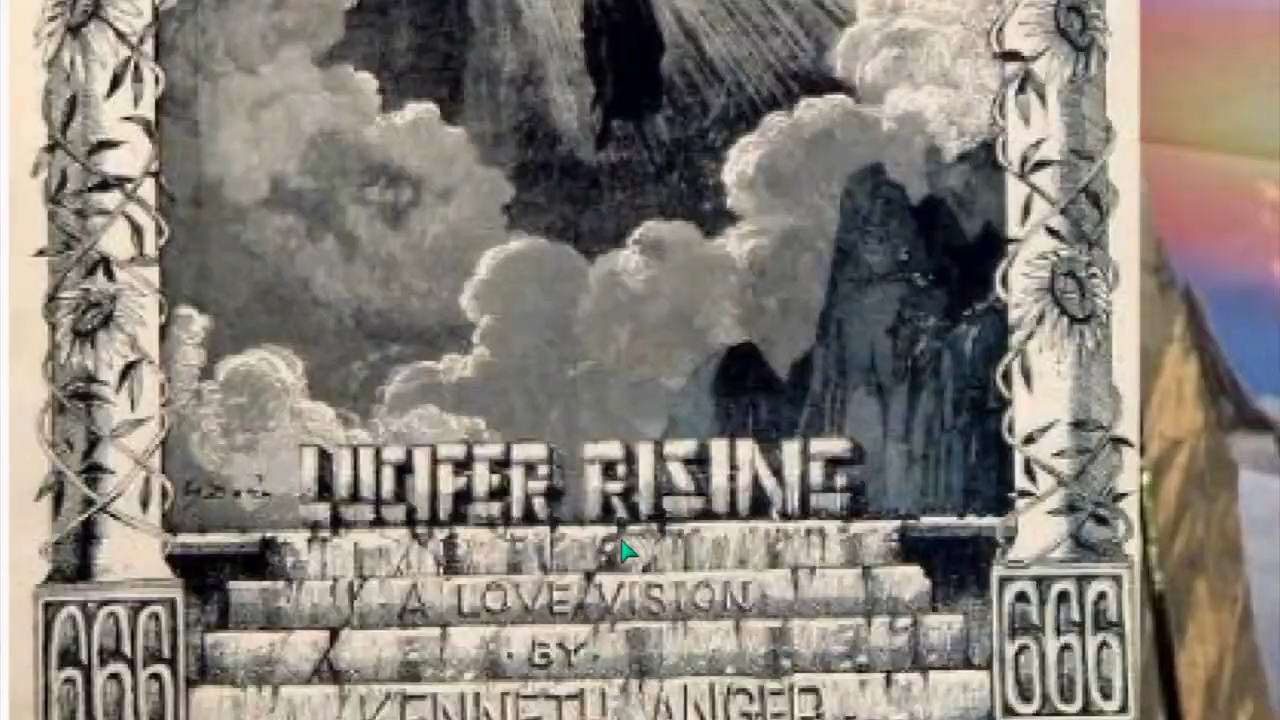 LUCIFER RISING
A LOVE VISION
· BY ·
KENNETH ANGER
666 666